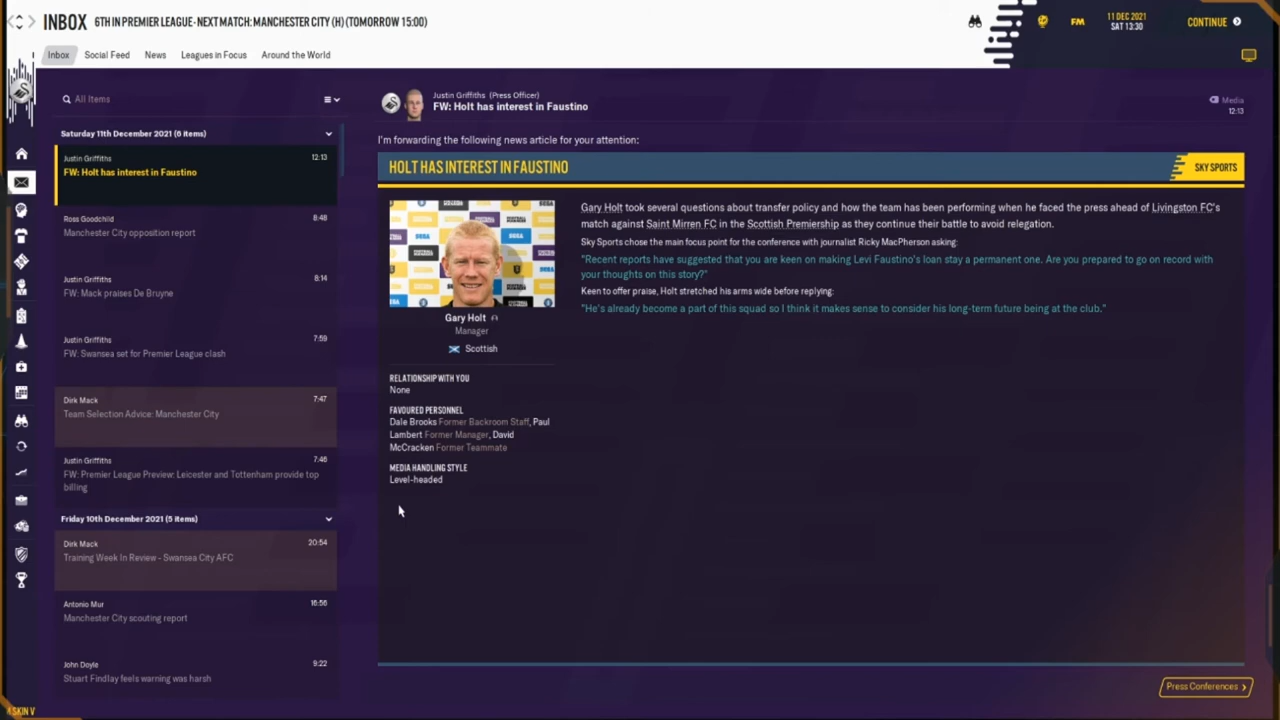 INBOX
6TH IN PREMIER LEAGUE - NEXT MATCH: MANCHESTER CITY (H) (TOMORROW 15:00)
FM
11 DEC 2021
SAT 13:30
CONTINUE
Inbox
Social Feed
News
Leagues in Focus
Around the World
All Items
Saturday 11th December 2021 (6 items)
Justin Griffiths
12:13
FW: Holt has interest in Faustino
Ross Goodchild
8:48
Manchester City opposition report
Justin Griffiths
8:14
FW: Mack praises De Bruyne
Justin Griffiths
7:59
FW: Swansea set for Premier League clash
Dirk Mack
7:47
Team Selection Advice: Manchester City
Justin Griffiths
7:46
FW: Premier League Preview: Leicester and Tottenham provide top
billing
Friday 10th December 2021 (5 items)
Dirk Mack
20:54
Training Week In Review - Swansea City AFC
Antonio Mur
16:56
Manchester City scouting report
John Doyle
9:22
Stuart Findlay feels warning was harsh
SKIN V
Justin Griffiths (Press Officer)
FW: Holt has interest in Faustino
Media
12:13
I'm forwarding the following news article for your attention:
HOLT HAS INTEREST IN FAUSTINO
SKY SPORTS
Gary Holt
Manager
Scottish
RELATIONSHIP WITH YOU
None
FAVOURED PERSONNEL
Dale Brooks Former Backroom Staff, Paul
Lambert Former Manager, David
McCracken Former Teammate
MEDIA HANDLING STYLE
Level-headed
Gary Holt took several questions about transfer policy and how the team has been performing when he faced the press ahead of Livingston FC's
match against Saint Mirren FC in the Scottish Premiership as they continue their battle to avoid relegation.
Sky Sports chose the main focus point for the conference with journalist Ricky MacPherson asking:
"Recent reports have suggested that you are keen on making Levi Faustino's loan stay a permanent one. Are you prepared to go on record with
your thoughts on this story?"
Keen to offer praise, Holt stretched his arms wide before replying:
"He's already become a part of this squad so I think it makes sense to consider his long-term future being at the club."
Press Conferences